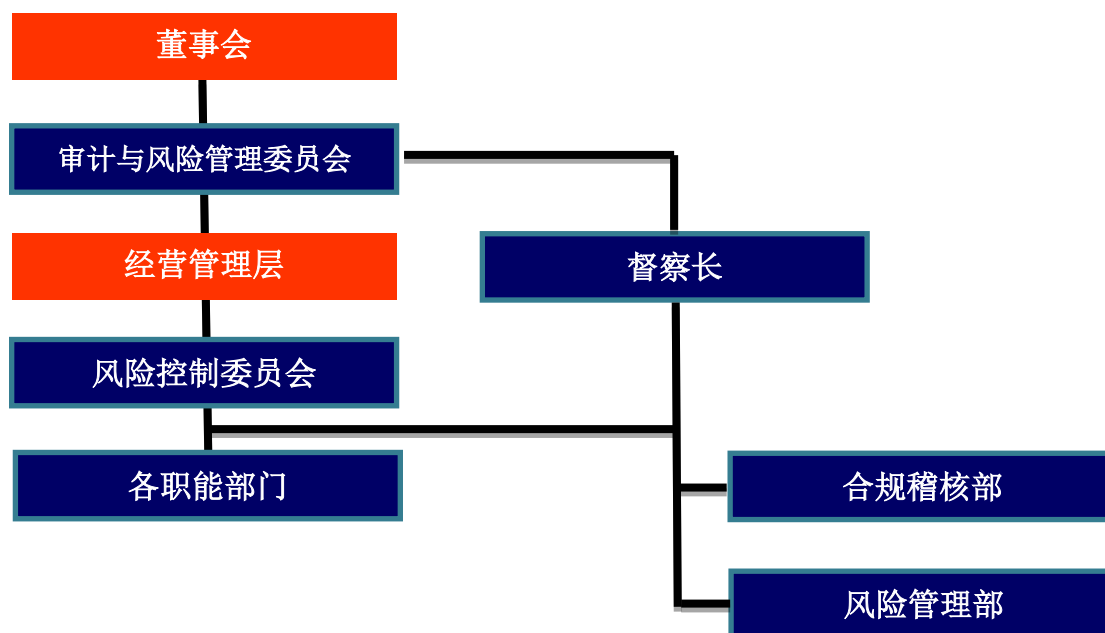 董事会
审计与风险管理委员会
经营管理层
督察长
风险控制委员会
各职能部门
合规稽核部
风险管理部